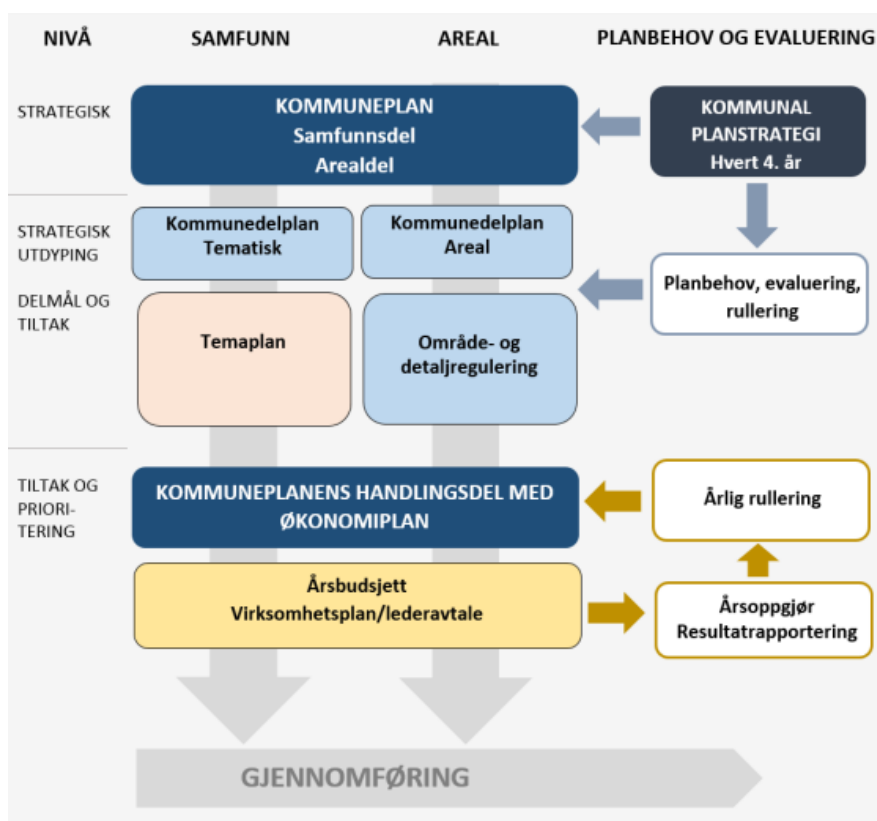 NIVÅ
SAMFUNN
AREAL
PLANBEHOV OG EVALUERING
STRATEGISK
KOMMUNEPLAN
Samfunnsdel
Arealdel
KOMMUNAL
PLANSTRATEGI
Hvert 4. år
STRATEGISK
UTDYPING
Kommunedelplan
Tematisk
Kommunedelplan
Areal
Planbehov, evaluering,
rullering
DELMÅL OG
TILTAK
Temaplan
Område- og
detaljregulering
TILTAK OG
PRIORI-
TERING
KOMMUNEPLANENS HANDLINGSDEL MED
ØKONOMIPLAN
Årlig rullering
Årsbudsjett
Virksomhetsplan/lederavtale
Årsoppgjør
Resultatrapportering
GJENNOMFØRING